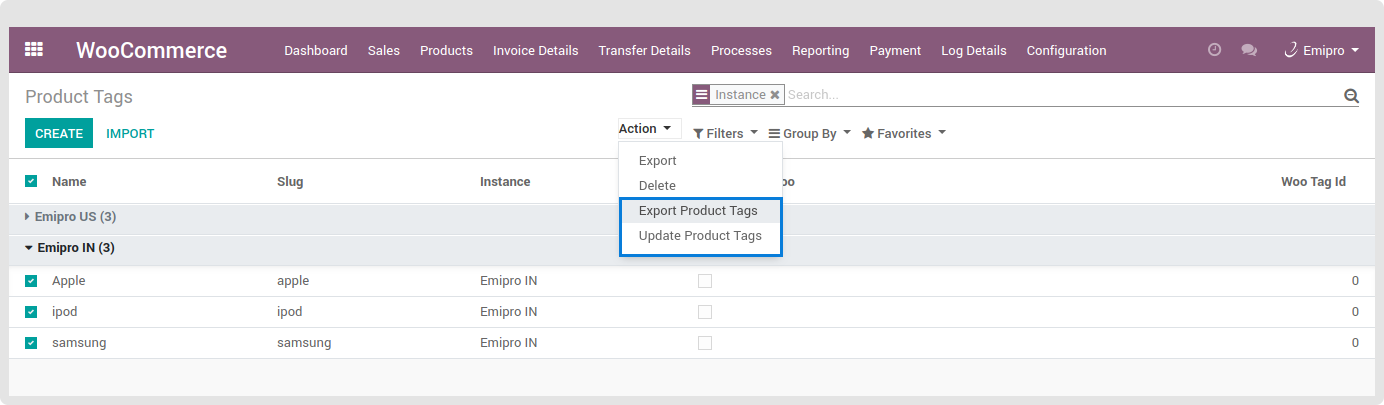 WooCommerce Dashboard Sales Products Invoice Details Transfer Details Processes Reporting Payment Log Details Configuration Emipro
Product Tags Instance Search...
CREATE IMPORT Action Filters Group By Favorites
Export
Delete
Export Product Tags
Update Product Tags
Name Slug Instance Woo Tag Id
Emipro US (3)
Emipro IN (3)
Apple apple Emipro IN 0
ipod ipod Emipro IN 0
samsung samsung Emipro IN 0